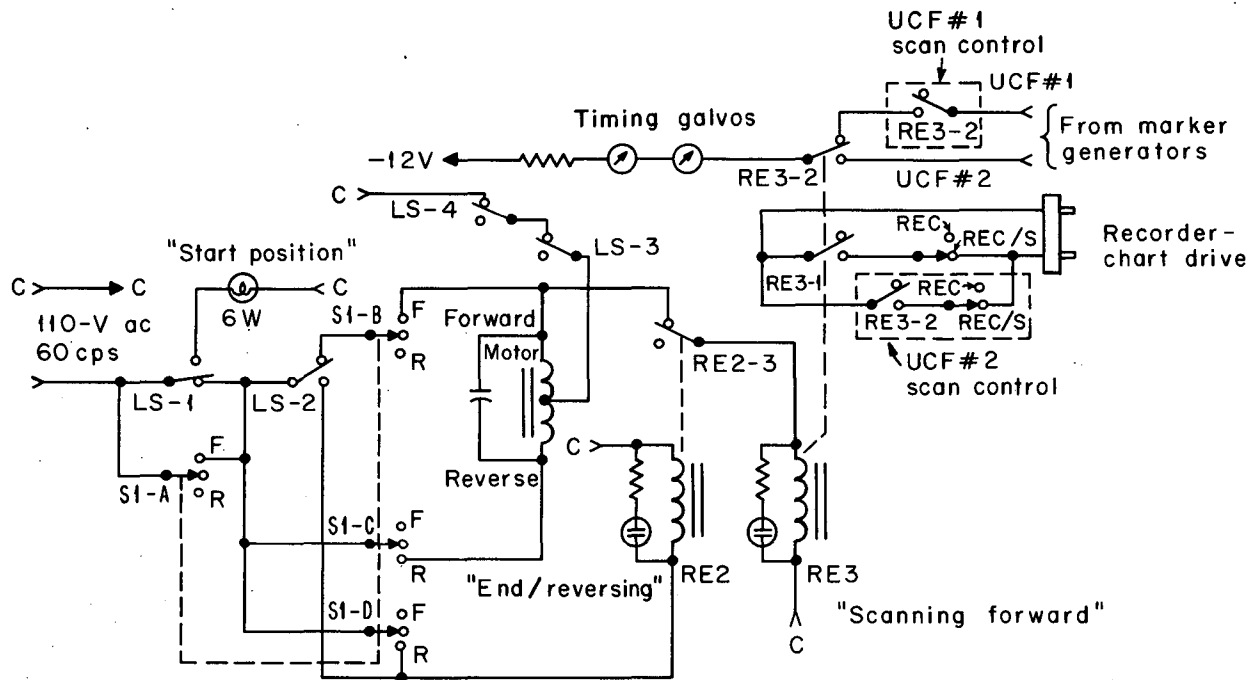 UCF#1
scan control
UCF#1
Timing galvos
RE3-2
From marker
generators
-12V
RE3-2
UCF#2
C
LS-4
LS-3
REC
REC/S
Recorder-
chart drive
"Start position"
RE3-1
REC
C
C
C
6W
S1-B
F
Forward
RE3-2
REC/S
110-V ac
60 cps
R
Motor
RE2-3
UCF#2
scan control
LS-1
LS-2
F
C
S1-A
R
Reverse
S1-C
F
R
"End/reversing"
RE2
RE3
S1-D
F
"Scanning forward"
R
C